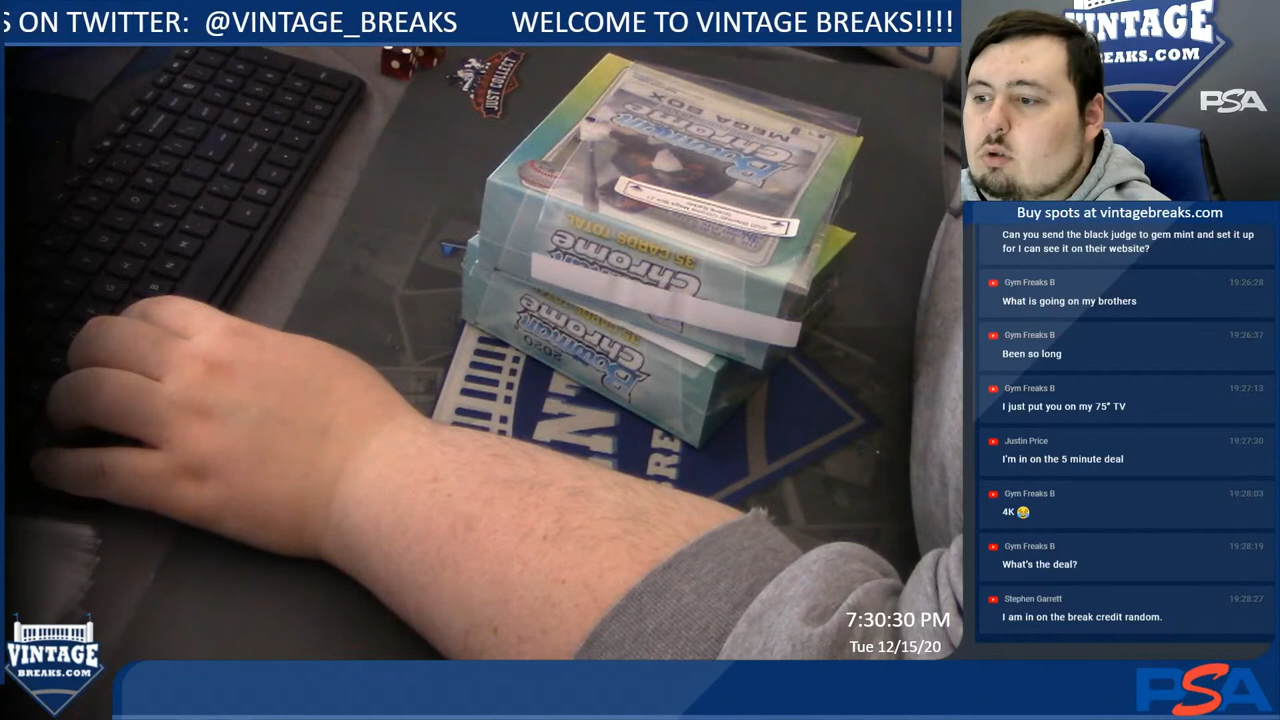 S ON TWITTER: @VINTAGE_BREAKS WELCOME TO VINTAGE BREAKS!!!!
VINTAGE
BREAKS.COM
PSA
JUST COLLECT
MEGA BOX
Bowman
Chrome
35 CARDS TOTAL
Chrome
2020
Bowman
Chrome
Buy spots at vintagebreaks.com
Can you send the black judge to gem mint and set it up
for I can see it on their website?
Gym Freaks B 19:26:28
What is going on my brothers
Gym Freaks B 19:26:37
Been so long
Gym Freaks B 19:27:13
I just put you on my 75" TV
Justin Price 19:27:30
I'm in on the 5 minute deal
Gym Freaks B 19:28:03
4K 😂
Gym Freaks B 19:28:19
What's the deal?
Stephen Garrett 19:28:27
I am in on the break credit random.
7:30:30 PM
Tue 12/15/20
VINTAGE
BREAKS.COM
PSA